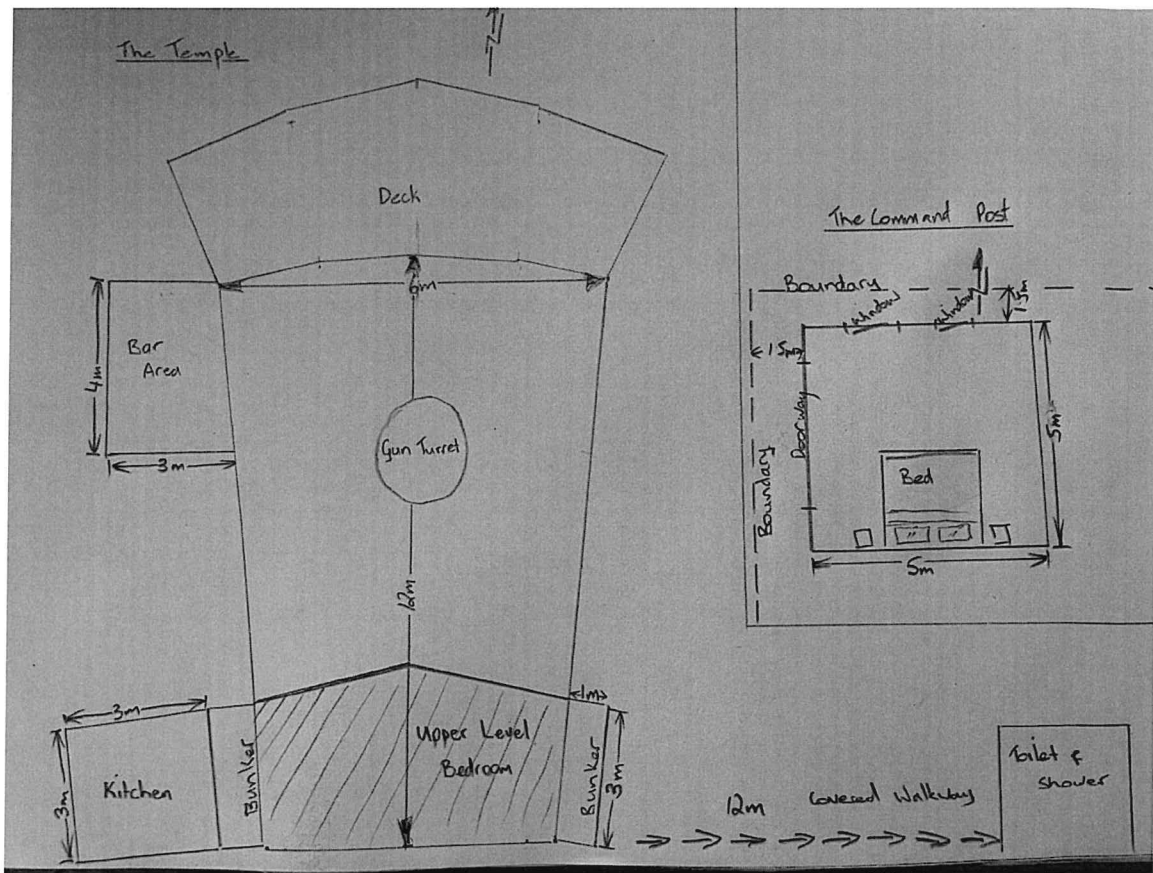 The Temple
N
Deck
6m
Bar
Area
4m
3m
Gun Turret
12m
3m
3m
Kitchen
Bunker
Upper Level
Bedroom
1m
Bunker
3m
12m Covered Walkway
Toilet &
Shower
The Command Post
N
Boundary
Window
Window
1.5m
1.5m
Doorway
Boundary
Bed
5m
5m